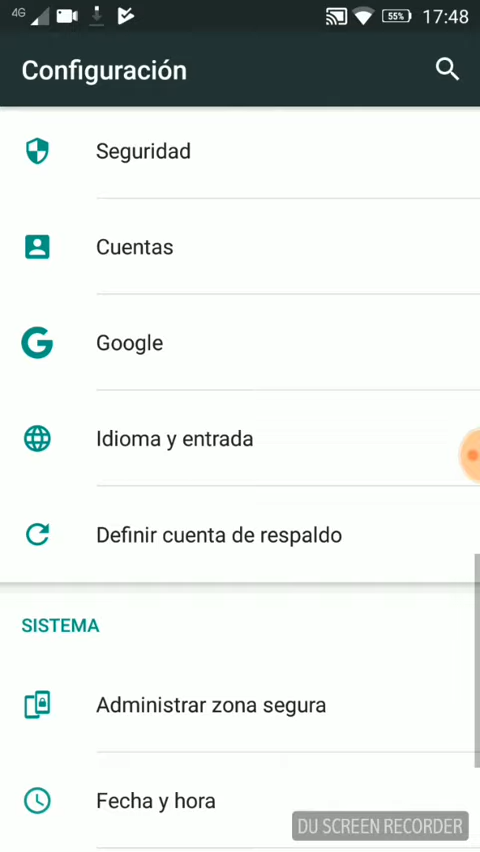 4G 55% 17:48
Configuración
Seguridad
Cuentas
Google
Idioma y entrada
Definir cuenta de respaldo
SISTEMA
Administrar zona segura
Fecha y hora
DU SCREEN RECORDER